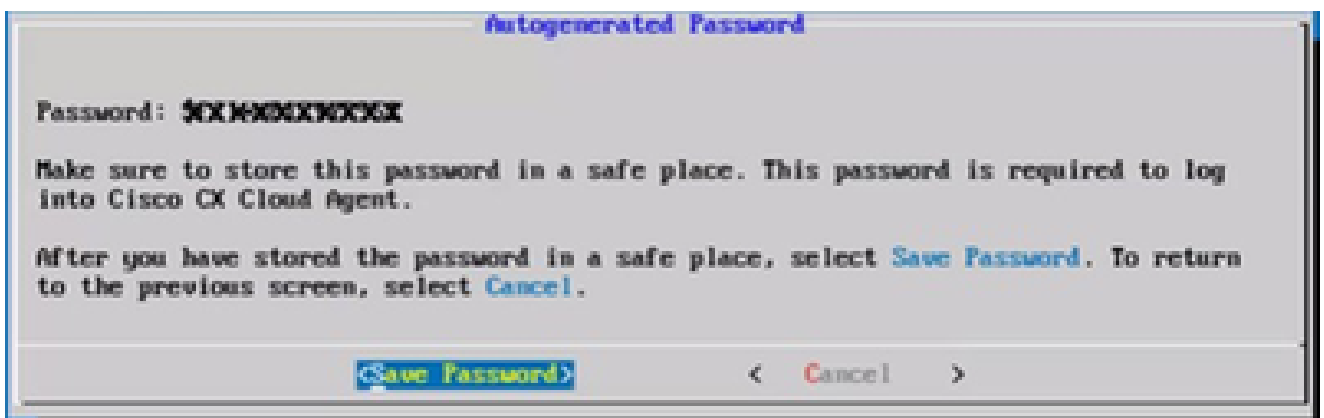 Autogenerated Password
Password:
Make sure to store this password in a safe place. This password is required to log
into Cisco CX Cloud Agent.
After you have stored the password in a safe place, select Save Password. To return
to the previous screen, select Cancel.
<Save Password> < Cancel >